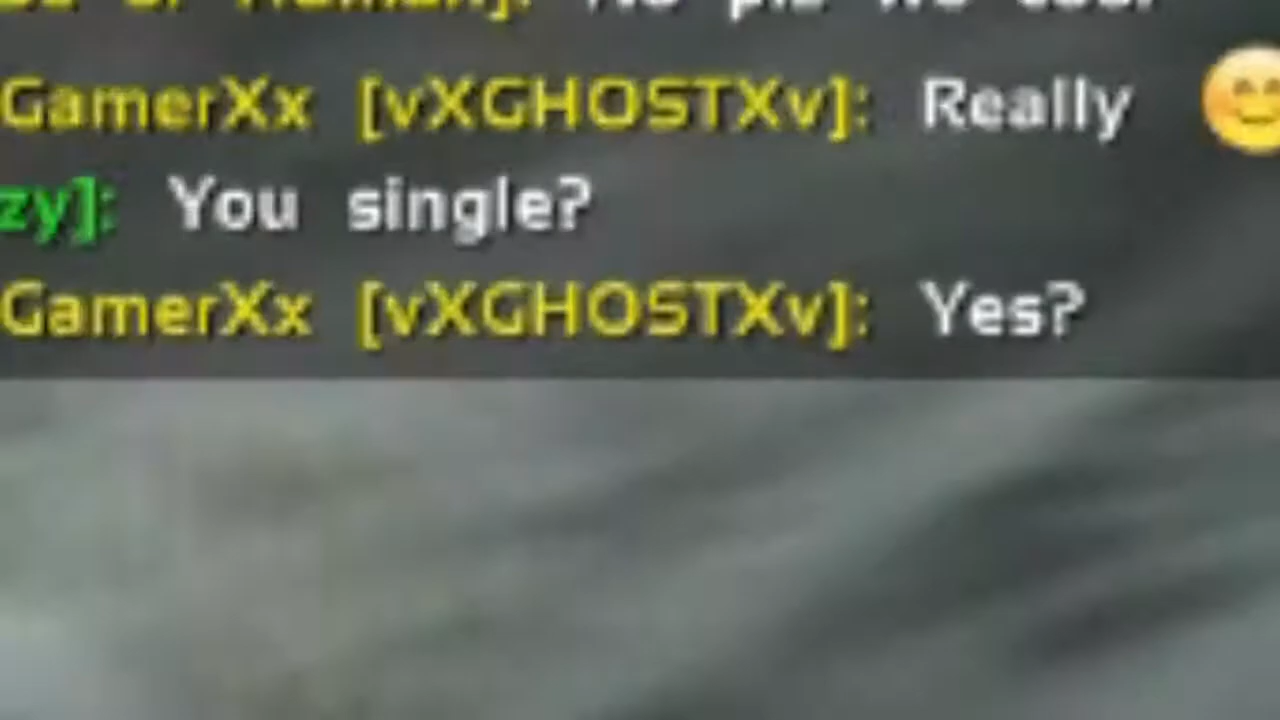 GamerXx [vXGHOSTXv]: Really 😊
zy]: You single?
GamerXx [vXGHOSTXv]: Yes?